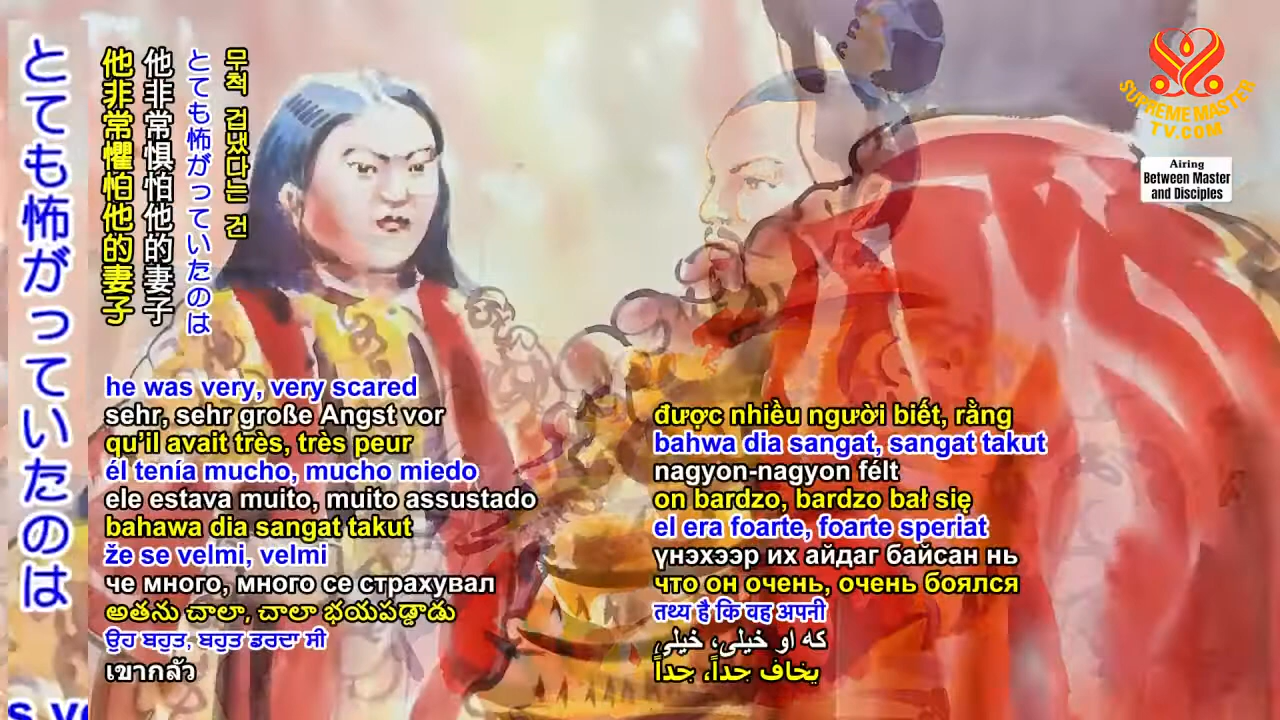 とても怖がっていたのは
他非常懼怕他的妻子
他非常惧怕他的妻子
とても怖がっていたのは
무척 겁냈다는 건
SUPREME MASTER
TV.COM
Airing
Between Master
and Disciples
he was very, very scared
sehr, sehr große Angst vor
qu'il avait très, très peur
él tenía mucho, mucho miedo
ele estava muito, muito assustado
bahawa dia sangat takut
že se velmi, velmi
че много, много се страхувал
అతను చాలా, చాలా భయపడ్డాడు
ਉਹ ਬਹੁਤ, ਬਹੁਤ ਡਰਦਾ ਸੀ
เขากลัว
được nhiều người biết, rằng
bahwa dia sangat, sangat takut
nagyon-nagyon félt
on bardzo, bardzo bał się
el era foarte, foarte speriat
үнэхээр их айдаг байсан нь
что он очень, очень боялся
तथ्य है कि वह अपनी
که او خیلی، خیلی
يخاف جداً، جداً